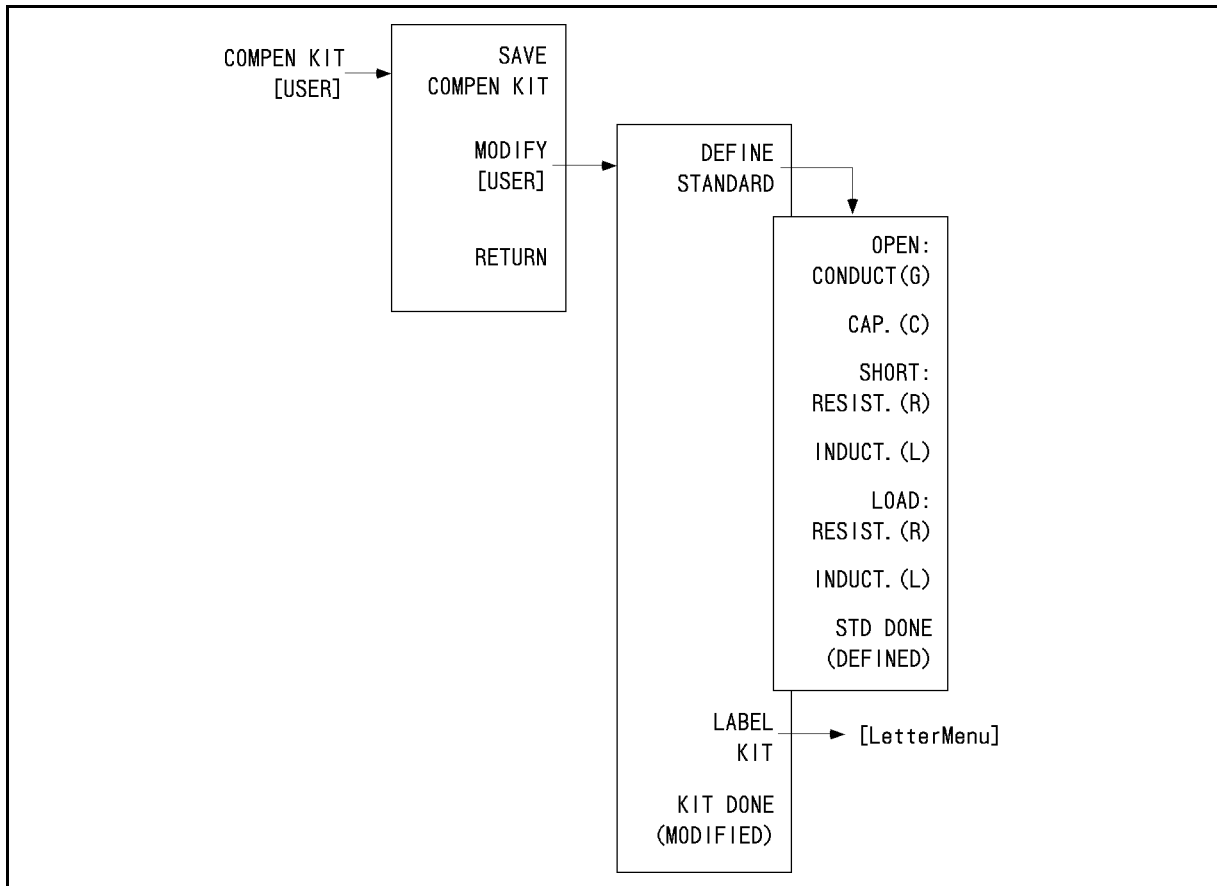 COMPEN KIT
[USER]
SAVE
COMPEN KIT
MODIFY
[USER]
RETURN
DEFINE
STANDARD
OPEN:
CONDUCT(G)
CAP.(C)
SHORT:
RESIST.(R)
INDUCT.(L)
LOAD:
RESIST.(R)
INDUCT.(L)
STD DONE
(DEFINED)
LABEL
KIT
[LetterMenu]
KIT DONE
(MODIFIED)